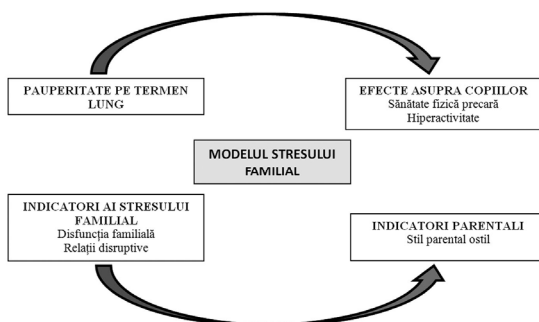 PAUPERITATE PE TERMEN
LUNG
EFECTE ASUPRA COPIILOR
Sănătate fizică precară
Hiperactivitate
MODELUL STRESULUI
FAMILIAL
INDICATORI AI STRESULUI
FAMILIAL
Disfuncția familială
Relații disruptive
INDICATORI PARENTALI
Stil parental ostil